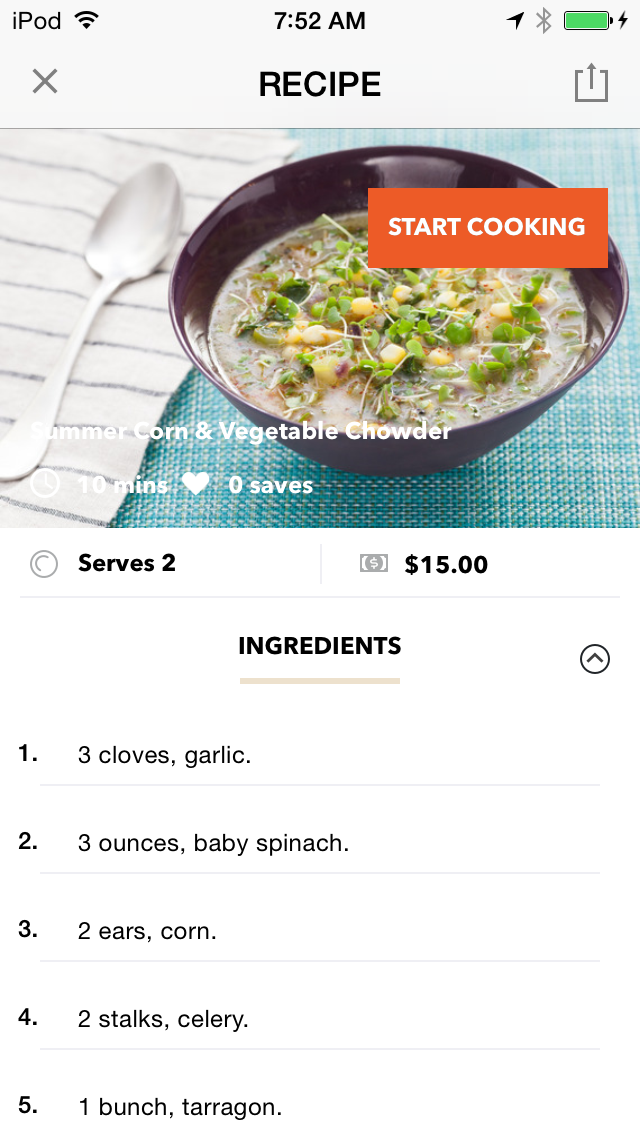 iPod 7:52 AM
RECIPE
START COOKING
Summer Corn & Vegetable Chowder
10 mins 0 saves
Serves 2 $15.00
INGREDIENTS
1. 3 cloves, garlic.
2. 3 ounces, baby spinach.
3. 2 ears, corn.
4. 2 stalks, celery.
5. 1 bunch, tarragon.